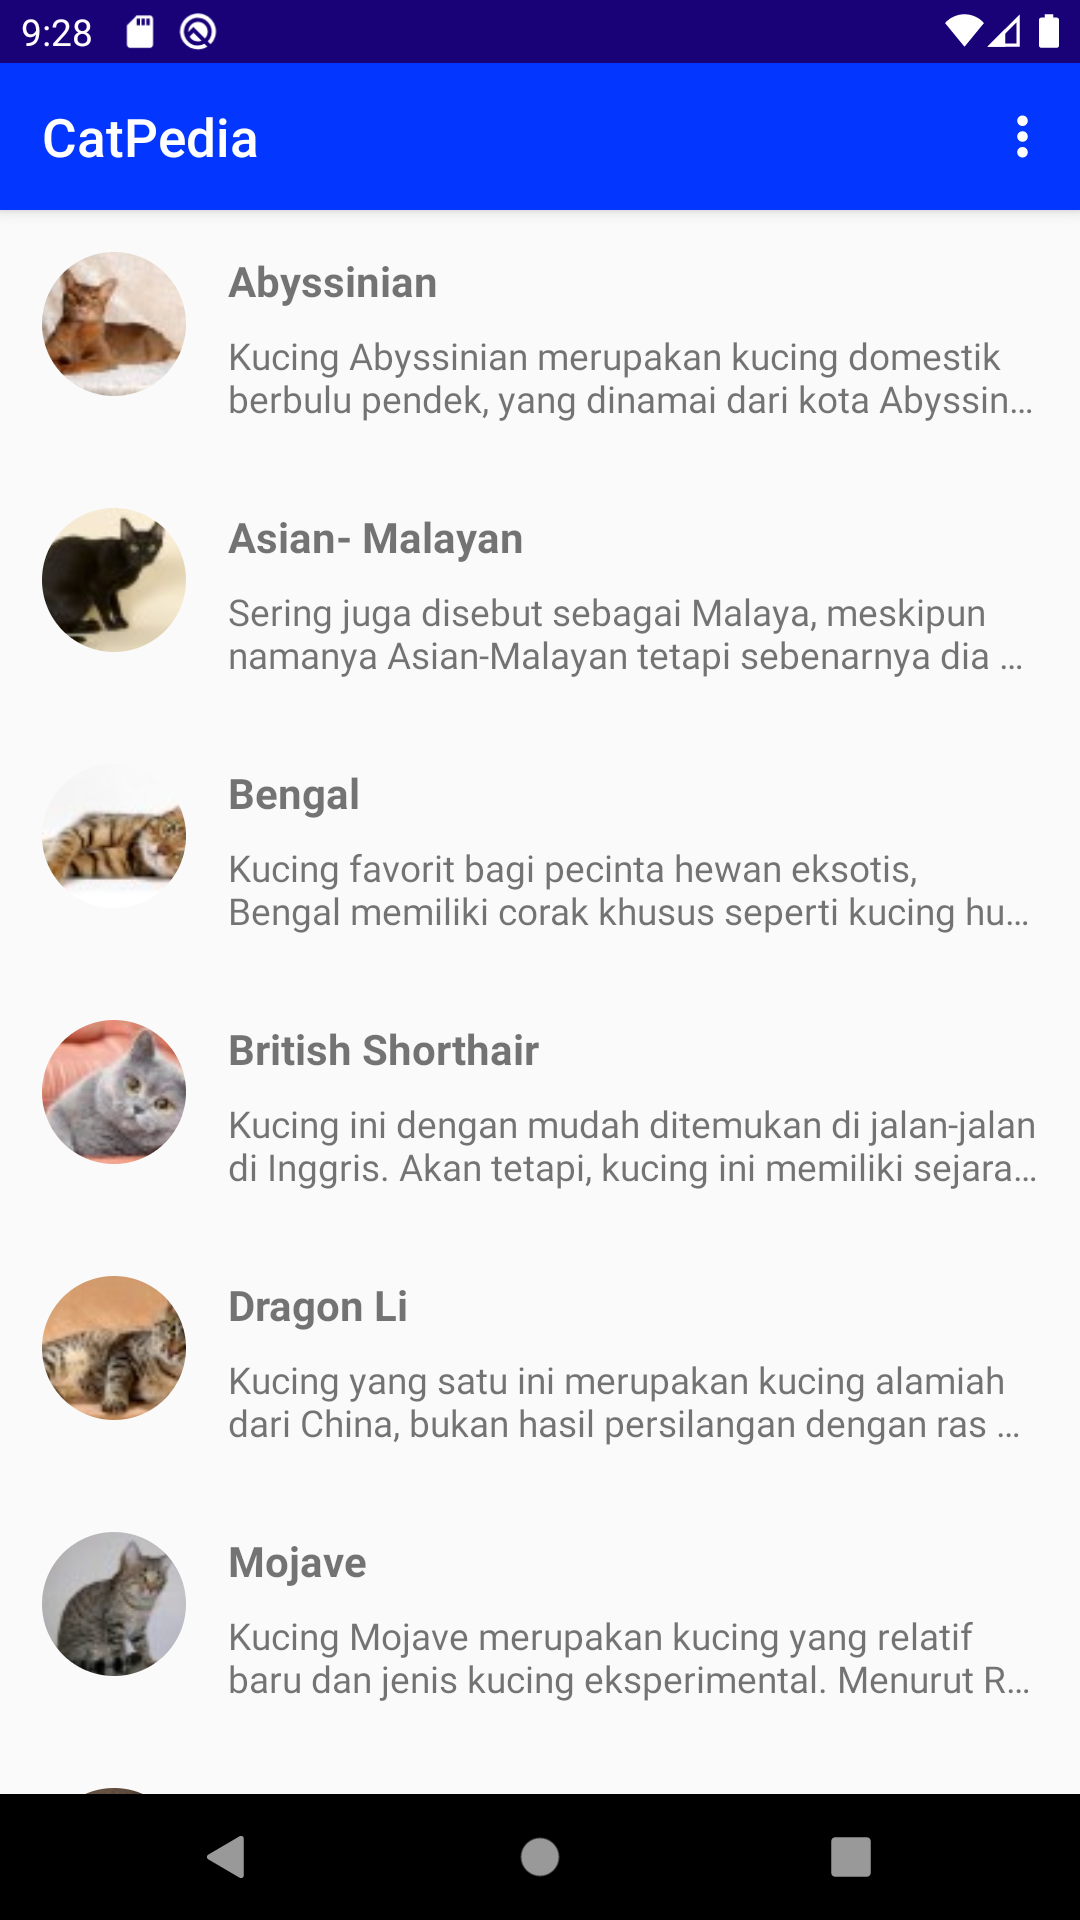 9:28
CatPedia
Abyssinian
Kucing Abyssinian merupakan kucing domestik
berbulu pendek, yang dinamai dari kota Abyssin...
Asian- Malayan
Sering juga disebut sebagai Malaya, meskipun
namanya Asian-Malayan tetapi sebenarnya dia ...
Bengal
Kucing favorit bagi pecinta hewan eksotis,
Bengal memiliki corak khusus seperti kucing hu...
British Shorthair
Kucing ini dengan mudah ditemukan di jalan-jalan
di Inggris. Akan tetapi, kucing ini memiliki sejara...
Dragon Li
Kucing yang satu ini merupakan kucing alamiah
dari China, bukan hasil persilangan dengan ras ...
Mojave
Kucing Mojave merupakan kucing yang relatif
baru dan jenis kucing eksperimental. Menurut R...